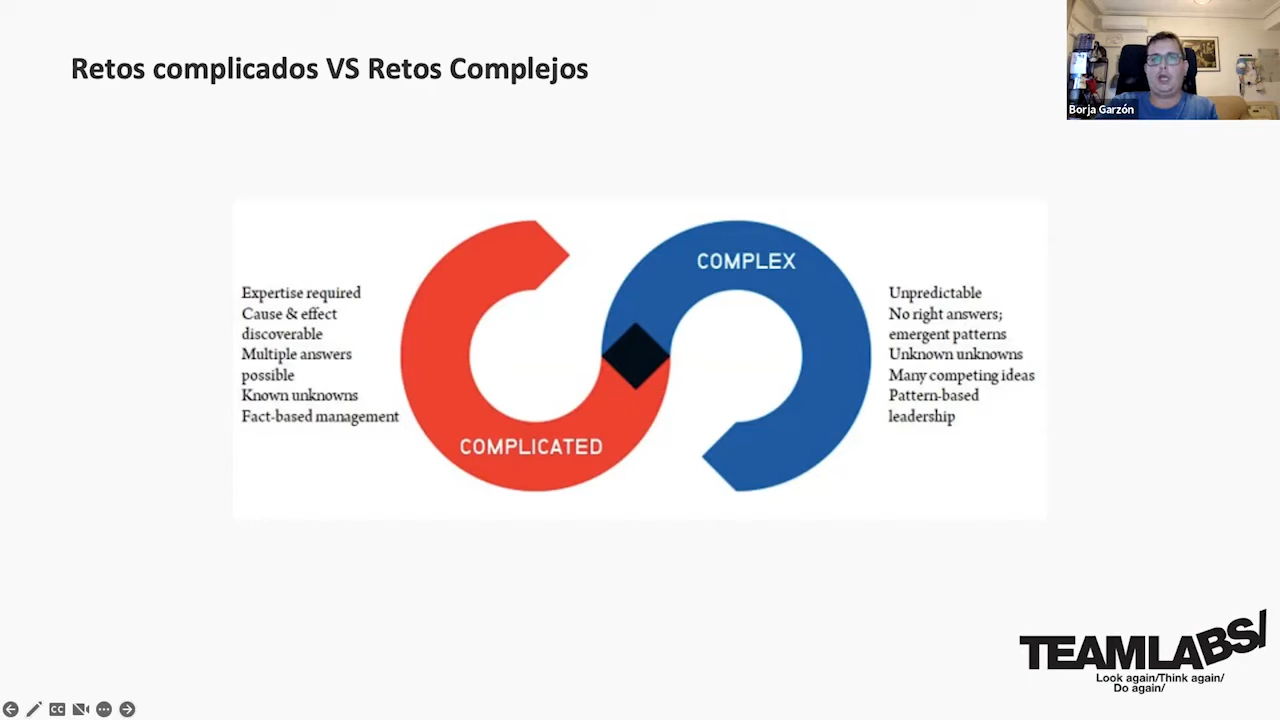 Retos complicados VS Retos Complejos
Borja Garzón
Expertise required
Cause & effect
discoverable
Multiple answers
possible
Known unknowns
Fact-based management
COMPLICATED
COMPLEX
Unpredictable
No right answers;
emergent patterns
Unknown unknowns
Many competing ideas
Pattern-based
leadership
TEAMLABS/
Look again/Think again/
Do again/
CC